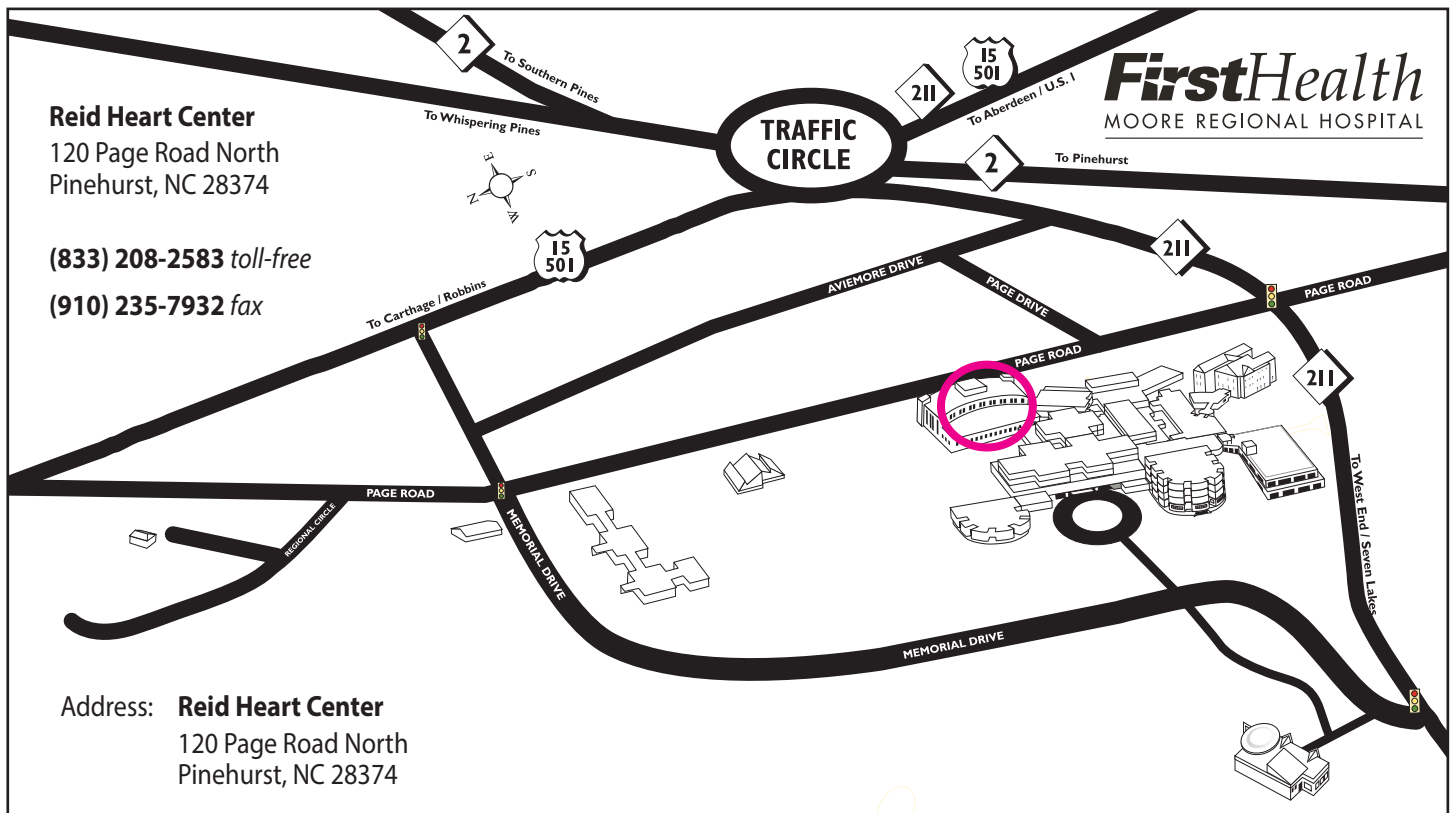 Reid Heart Center
120 Page Road North
Pinehurst, NC 28374
(833) 208-2583 toll-free
(910) 235-7932 fax
FirstHealth
MOORE REGIONAL HOSPITAL
2
To Southern Pines
To Whispering Pines
TRAFFIC
CIRCLE
211
15
501
To Aberdeen / U.S. 1
2
To Pinehurst
E
S
N
W
15
501
To Carthage / Robbins
AVIEMORE DRIVE
PAGE DRIVE
211
PAGE ROAD
PAGE ROAD
211
To West End / Seven Lakes
PAGE ROAD
REGIONAL CIRCLE
MEMORIAL DRIVE
MEMORIAL DRIVE
Address: Reid Heart Center
120 Page Road North
Pinehurst, NC 28374